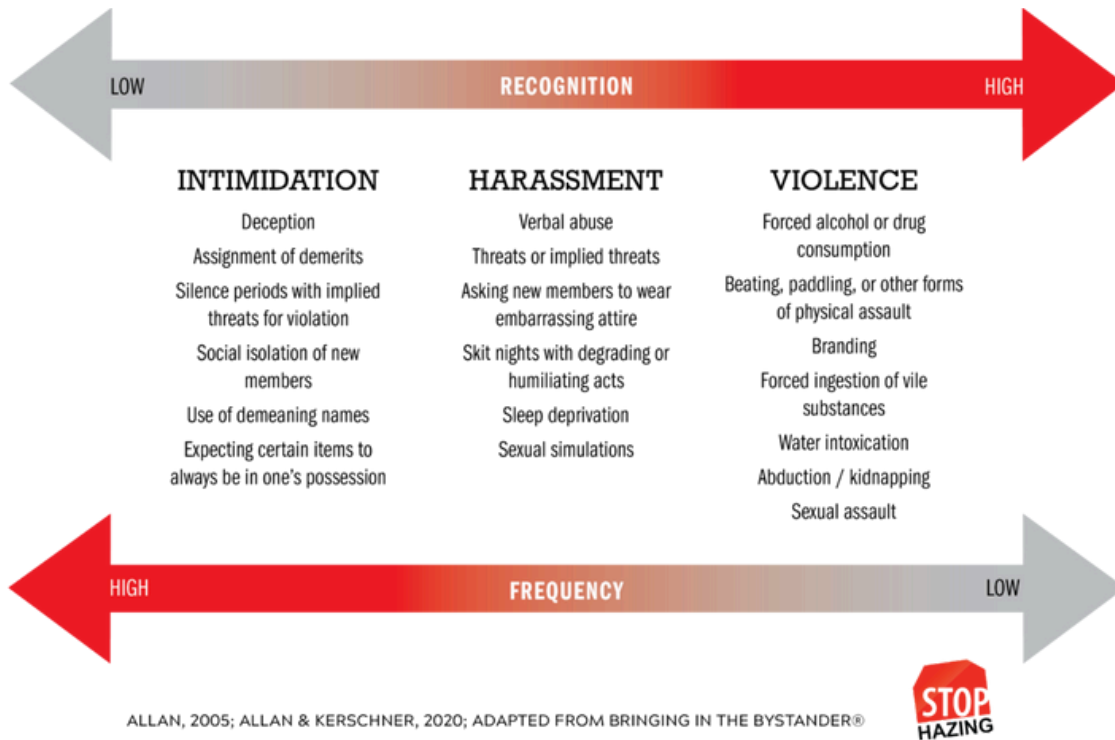 LOW RECOGNITION HIGH
INTIMIDATION
Deception
Assignment of demerits
Silence periods with implied
threats for violation
Social isolation of new
members
Use of demeaning names
Expecting certain items to
always be in one's possession
HARASSMENT
Verbal abuse
Threats or implied threats
Asking new members to wear
embarrassing attire
Skit nights with degrading or
humiliating acts
Sleep deprivation
Sexual simulations
VIOLENCE
Forced alcohol or drug
consumption
Beating, paddling, or other forms
of physical assault
Branding
Forced ingestion of vile
substances
Water intoxication
Abduction / kidnapping
Sexual assault
HIGH FREQUENCY LOW
ALLAN, 2005; ALLAN & KERSCHNER, 2020; ADAPTED FROM BRINGING IN THE BYSTANDER®
STOP
HAZING